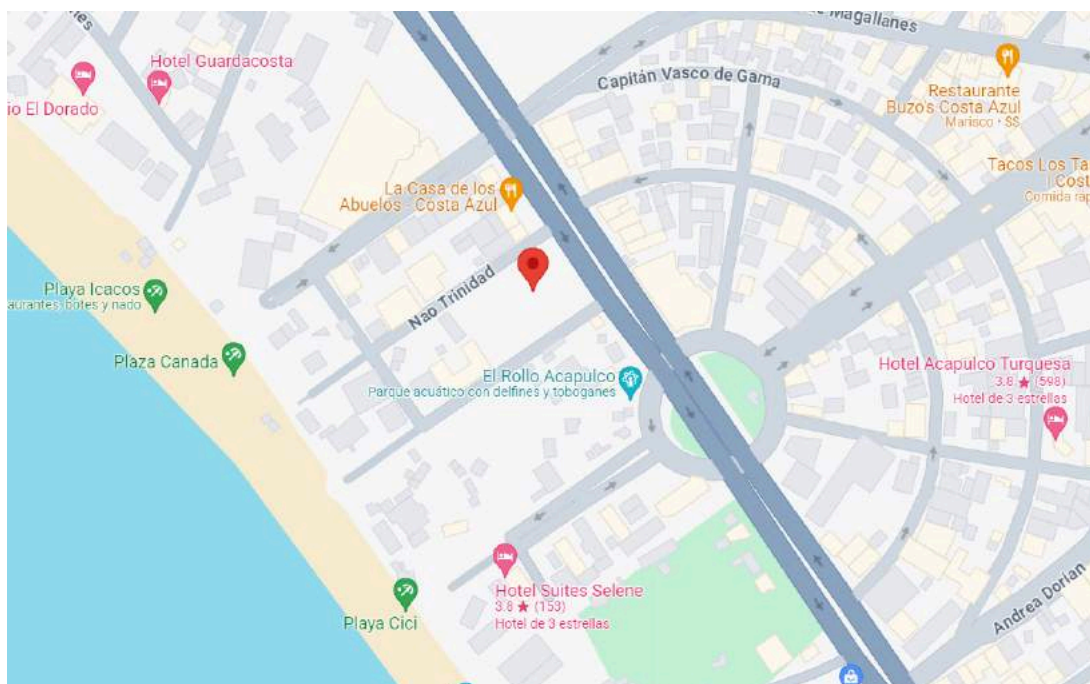 Magallanes
Hotel Guardacosta
io El Dorado
Capitán Vasco de Gama
Restaurante
Buzo's Costa Azul
Marisco · $$
La Casa de los
Abuelos - Costa Azul
Tacos Los Ta
Cost
Comida rap
Nao Trinidad
Playa Icacos
aurantes, botes y nado
Plaza Canada
El Rollo Acapulco
Parque acuático con delfines y toboganes
Hotel Acapulco Turquesa
3.8 ★ (598)
Hotel de 3 estrellas
Hotel Suites Selene
3.8 ★ (153)
Hotel de 3 estrellas
Playa Cici
Andrea Dorian